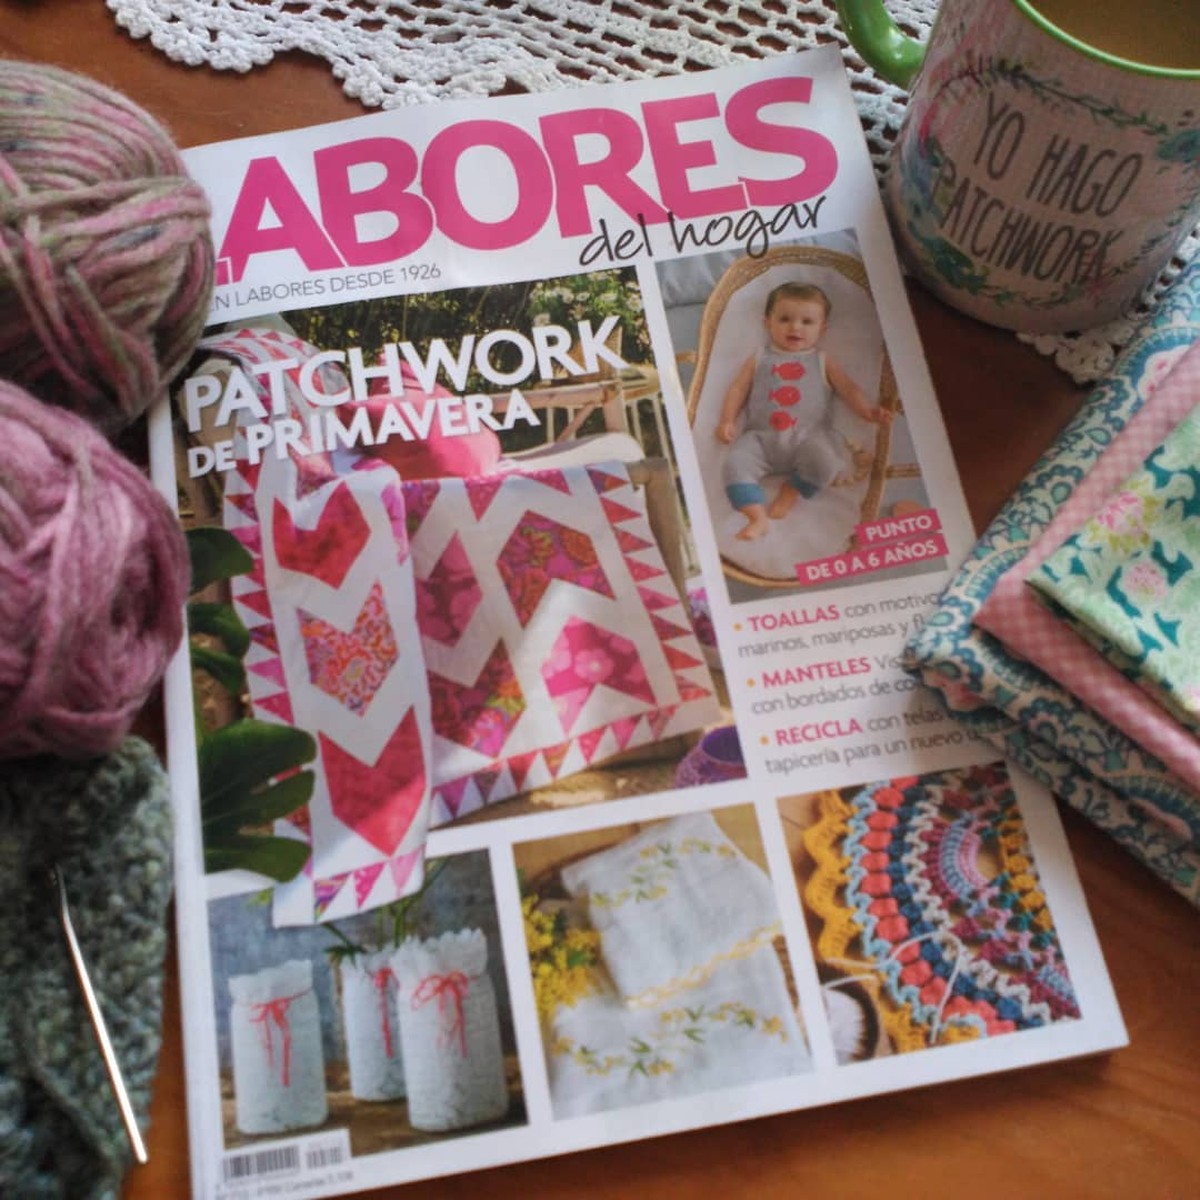 LABORES
del hogar
EN LABORES DESDE 1926
PATCHWORK
DE PRIMAVERA
PUNTO
DE 0 A 6 AÑOS
• TOALLAS con motivo
marinos, mariposas y
• MANTELES
con bordados de
• RECICLA con telas
tapicería para un nuevo
YO HAGO
PATCHWORK